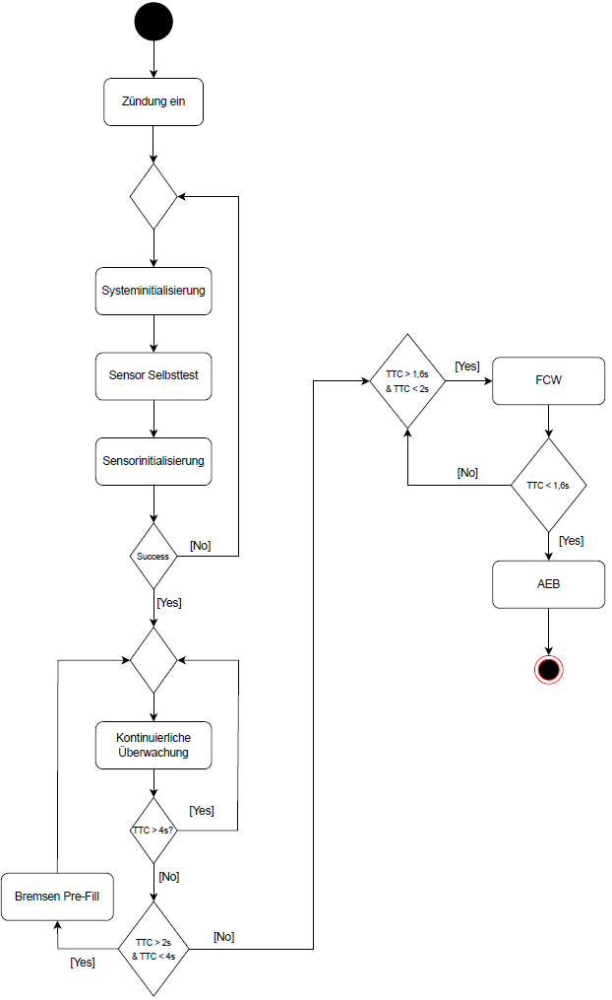 Zündung ein
Systeminitialisierung
Sensor Selbsttest
Sensorinitialisierung
Success
[No]
[Yes]
Kontinuierliche
Überwachung
TTC > 4s?
[Yes]
[No]
Bremsen Pre-Fill
TTC > 2s
& TTC < 4s
[Yes]
[No]
TTC > 1,6s
& TTC < 2s
[Yes]
FCW
TTC < 1,6s
[No]
[Yes]
AEB